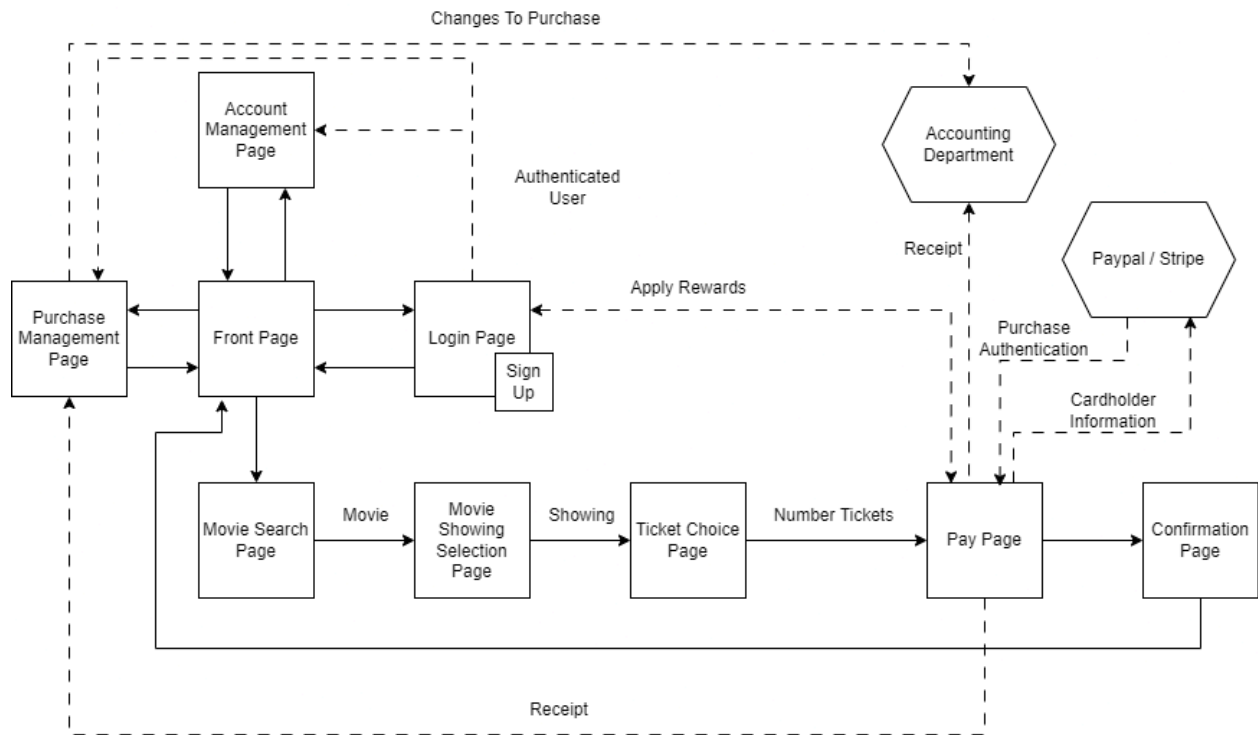 Changes To Purchase
Account
Management
Page
Accounting
Department
Authenticated
User
Receipt
Paypal / Stripe
Purchase
Management
Page
Front Page
Login Page
Sign
Up
Apply Rewards
Purchase
Authentication
Cardholder
Information
Movie Search
Page
Movie
Movie
Showing
Selection
Page
Showing
Ticket Choice
Page
Number Tickets
Pay Page
Confirmation
Page
Receipt